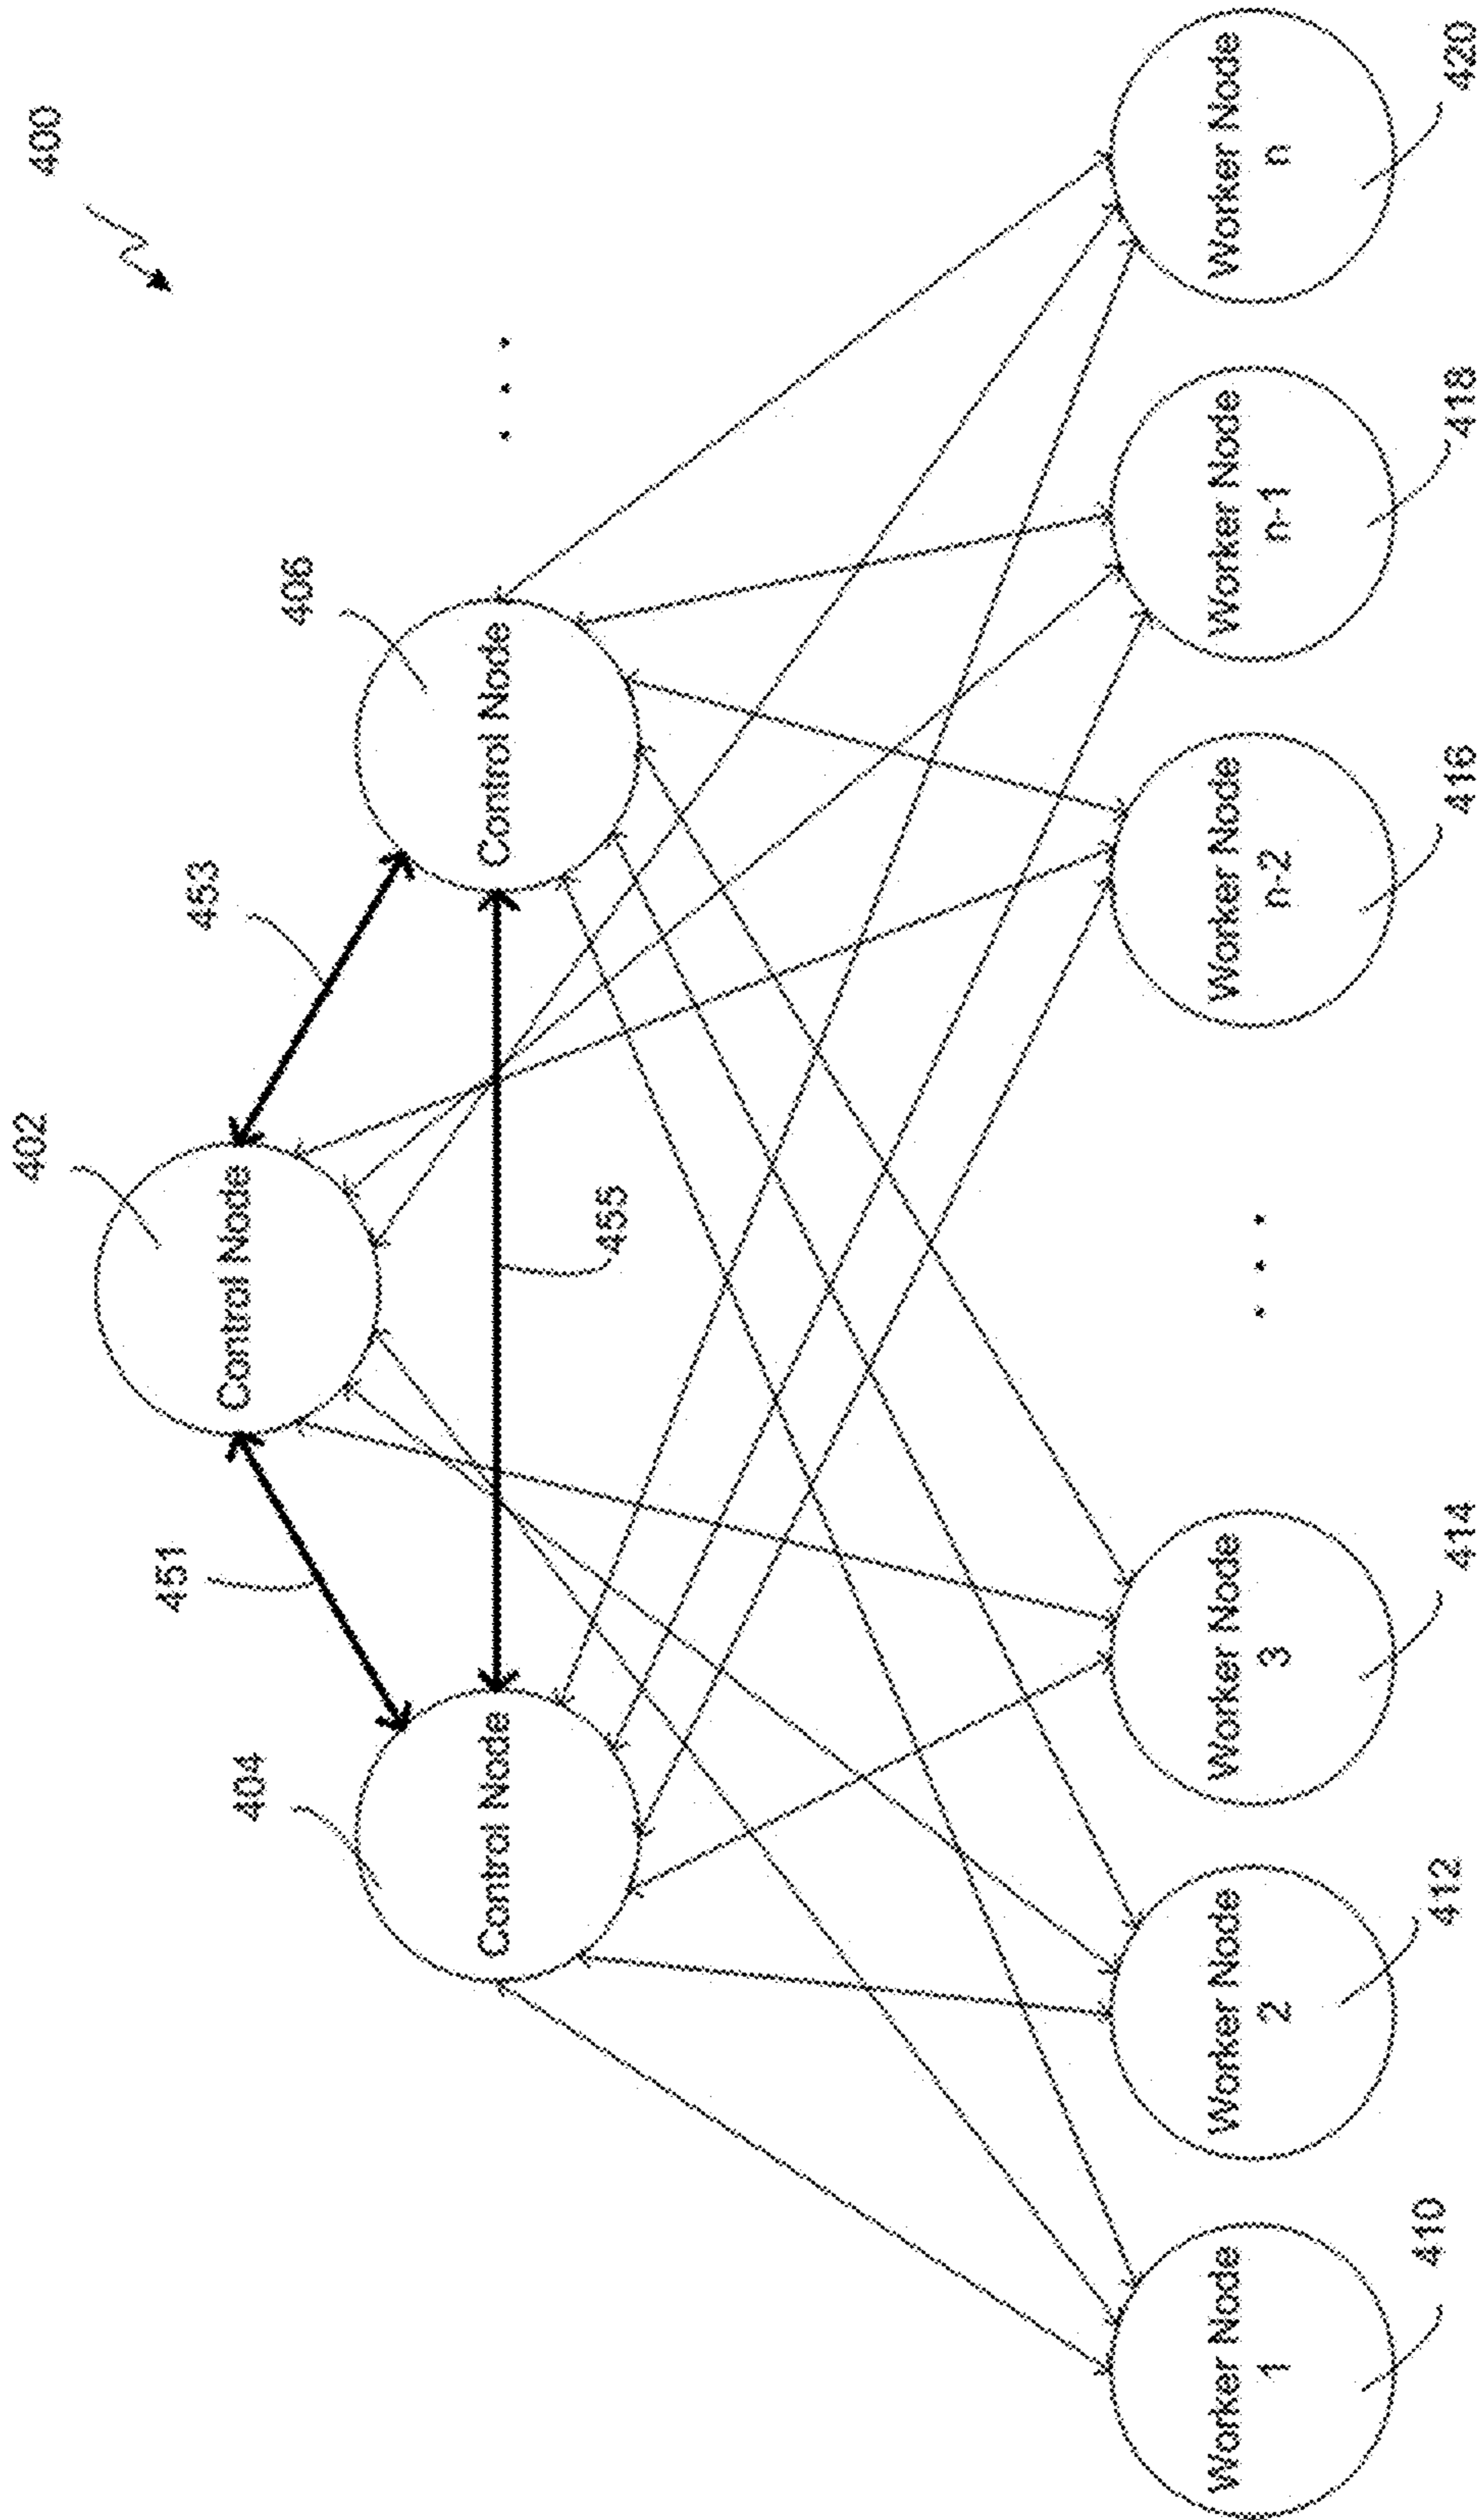 400
402
453
406
451
404
Control Node
Control Node
Control Node
455
Worker Node
1
Worker Node
2
Worker Node
3
. . .
Worker Node
n-2
Worker Node
n-1
Worker Node
n
. . .
410
412
414
416
418
420